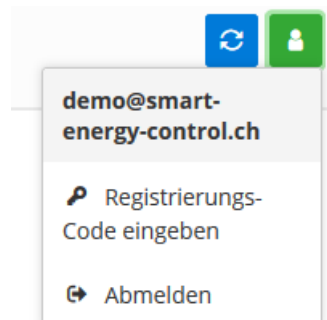 demo@smart-
energy-control.ch
Registrierungs-
Code eingeben
Abmelden